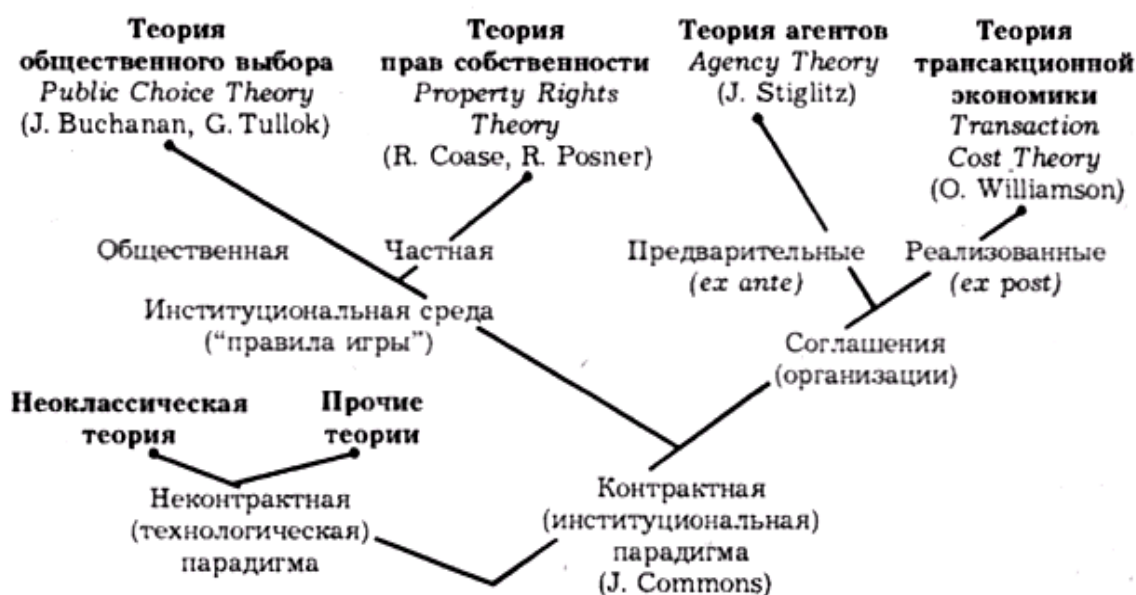 Теория
общественного выбора
Public Choice Theory
(J. Buchanan, G. Tullok)
Теория
прав собственности
Property Rights
Theory
(R. Coase, R. Posner)
Теория агентов
Agency Theory
(J. Stiglitz)
Теория
трансакционной
экономики
Transaction
Cost Theory
(O. Williamson)
Общественная
Частная
Предварительные
(ex ante)
Реализованные
(ex post)
Институциональная среда
(“правила игры”)
Соглашения
(организации)
Неоклассическая
теория
Прочие
теории
Неконтрактная
(технологическая)
парадигма
Контрактная
(институциональная)
парадигма
(J. Commons)